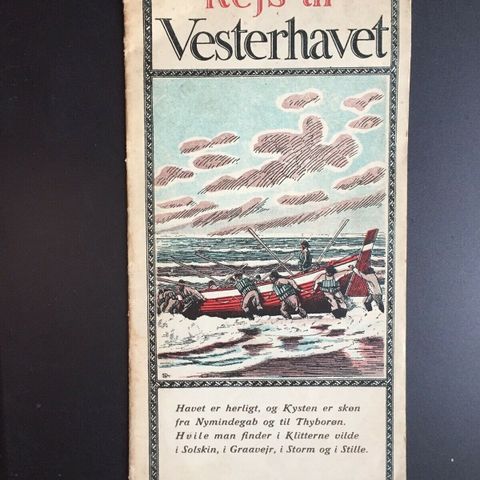 Rejs til
Vesterhavet
Havet er herligt, og Kysten er skøn
fra Nymindegab og til Thyborøn.
Hvile man finder i Klitterne vilde
i Solskin, i Graavejr, i Storm og i Stille.